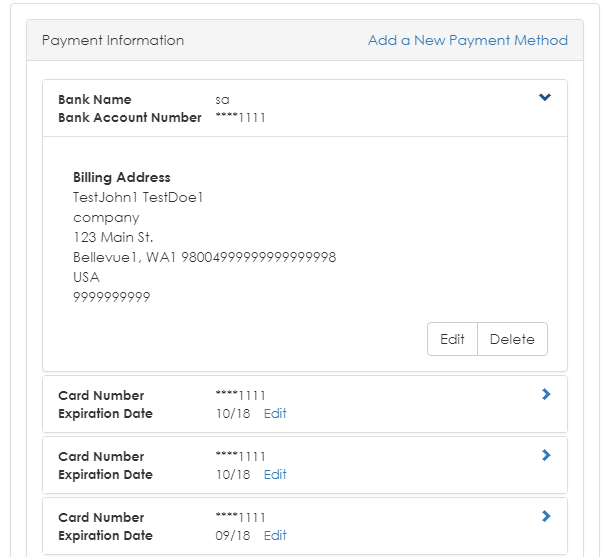 Payment Information Add a New Payment Method
Bank Name sa
Bank Account Number ****1111
Billing Address
TestJohn1 TestDoe1
company
123 Main St.
Bellevue1, WA1 98004999999999999998
USA
9999999999
Edit Delete
Card Number ****1111
Expiration Date 10/18 Edit
Card Number ****1111
Expiration Date 10/18 Edit
Card Number ****1111
Expiration Date 09/18 Edit